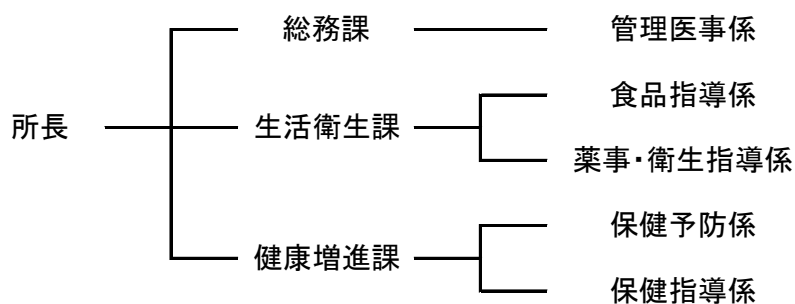 総務課 管理医事係
食品指導係
所長 生活衛生課
薬事・衛生指導係
保健予防係
健康増進課
保健指導係